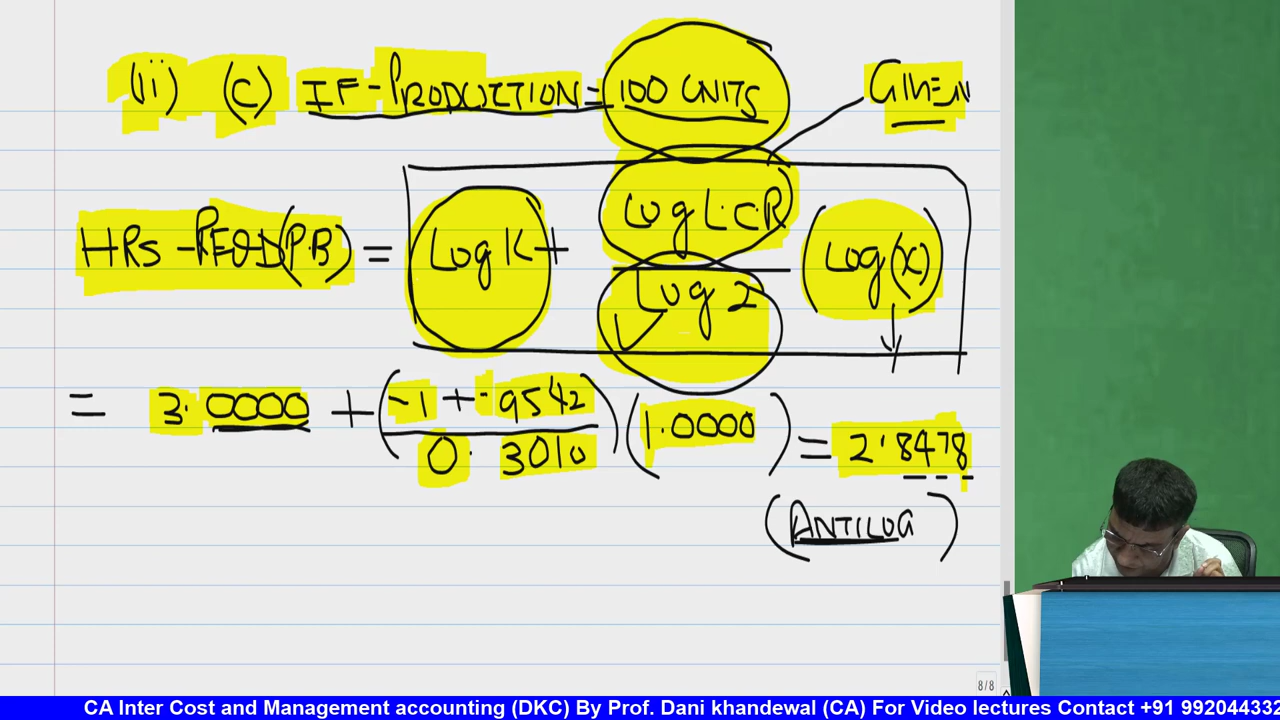 (ii) (C) IF-PRODUCTION = 100 UNITS GIVEN
HRS-REQD(P.B) = Log K + Log L.C.R / Log 2 (Log(X))
= 3.0000 + (-1 + .9542 / 0.3010) (1.0000) = 2.8478
(ANTILOG)
8/8
CA Inter Cost and Management accounting (DKC) By Prof. Dani khandewal (CA) For Video lectures Contact +91 992044332